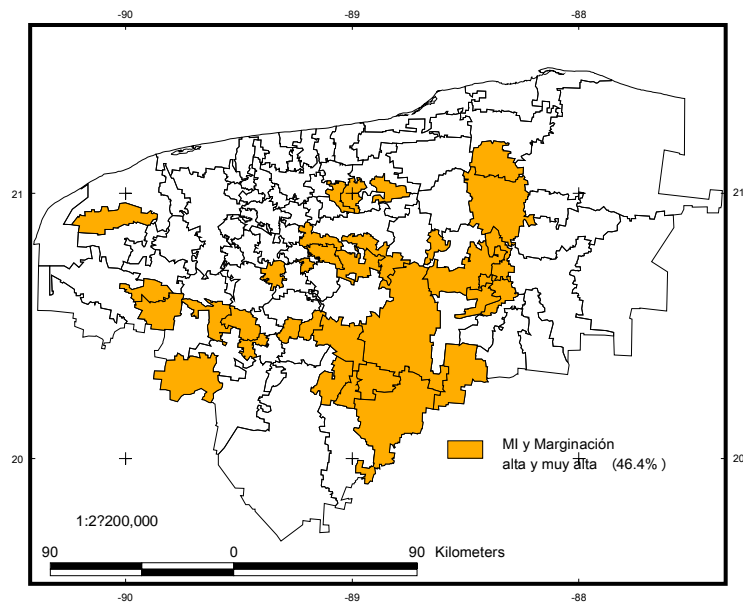 -90 -89 -88
21 21
MI y Marginación
alta y muy alta (46.4% )
20 20
1:2?200,000
90 0 90 Kilometers
-90 -89 -88